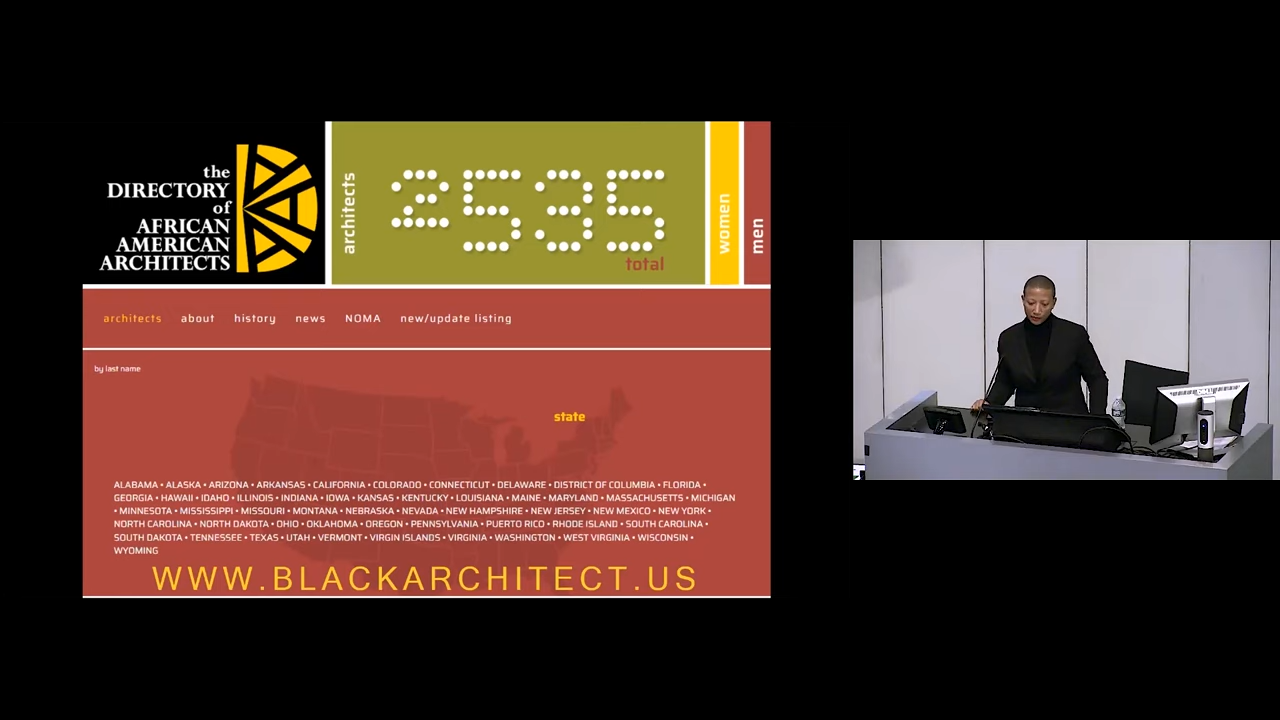 the
DIRECTORY
of
AFRICAN
AMERICAN
ARCHITECTS
architects
2535
total
women
men
architects about history news NOMA new/update listing
by last name
state
ALABAMA • ALASKA • ARIZONA • ARKANSAS • CALIFORNIA • COLORADO • CONNECTICUT • DELAWARE • DISTRICT OF COLUMBIA • FLORIDA •
GEORGIA • HAWAII • IDAHO • ILLINOIS • INDIANA • IOWA • KANSAS • KENTUCKY • LOUISIANA • MAINE • MARYLAND • MASSACHUSETTS • MICHIGAN
• MINNESOTA • MISSISSIPPI • MISSOURI • MONTANA • NEBRASKA • NEVADA • NEW HAMPSHIRE • NEW JERSEY • NEW MEXICO • NEW YORK •
NORTH CAROLINA • NORTH DAKOTA • OHIO • OKLAHOMA • OREGON • PENNSYLVANIA • PUERTO RICO • RHODE ISLAND • SOUTH CAROLINA •
SOUTH DAKOTA • TENNESSEE • TEXAS • UTAH • VERMONT • VIRGIN ISLANDS • VIRGINIA • WASHINGTON • WEST VIRGINIA • WISCONSIN •
WYOMING
WWW.BLACKARCHITECT.US